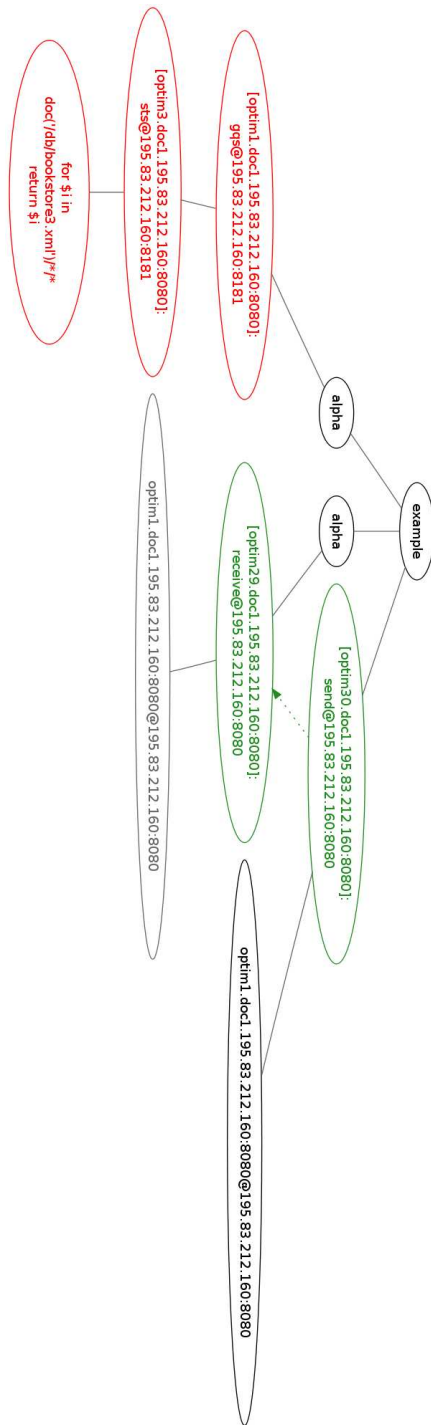 example
alpha
alpha
[optim30.doc1.195.83.212.160:8080]:
send@195.83.212.160:8080
[optim1.doc1.195.83.212.160:8080]:
gqs@195.83.212.160:8181
[optim29.doc1.195.83.212.160:8080]:
receive@195.83.212.160:8080
optim1.doc1.195.83.212.160:8080@195.83.212.160:8080
[optim3.doc1.195.83.212.160:8080]:
sts@195.83.212.160:8181
optim1.doc1.195.83.212.160:8080@195.83.212.160:8080
for $i in
doc('/db/bookstore3.xml')/*/*
return $i